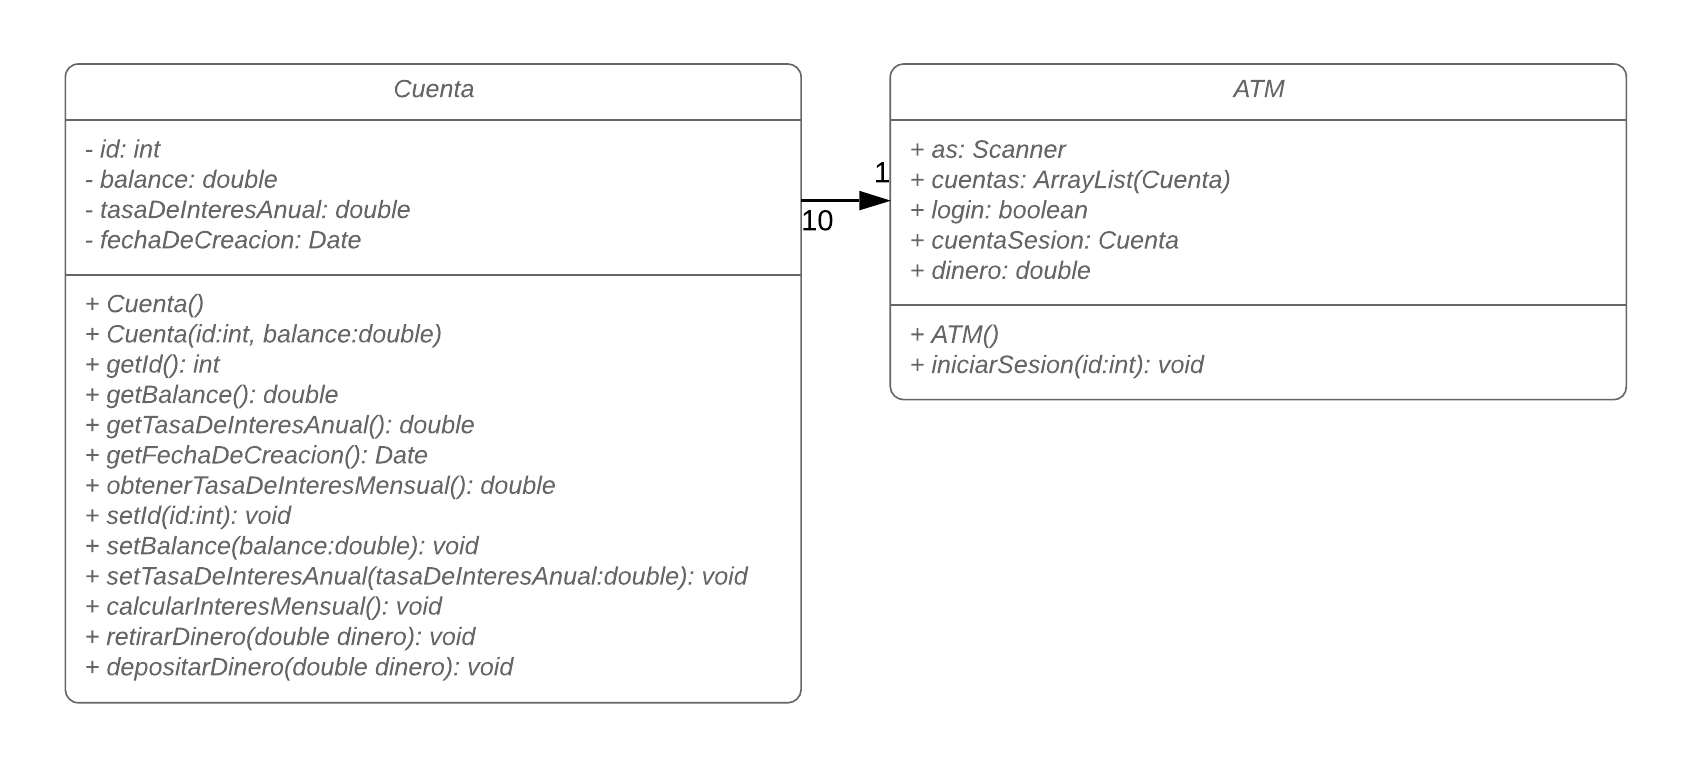 Cuenta
- id: int
- balance: double
- tasaDeInteresAnual: double
- fechaDeCreacion: Date
+ Cuenta()
+ Cuenta(id:int, balance:double)
+ getId(): int
+ getBalance(): double
+ getTasaDeInteresAnual(): double
+ getFechaDeCreacion(): Date
+ obtenerTasaDeInteresMensual(): double
+ setId(id:int): void
+ setBalance(balance:double): void
+ setTasaDeInteresAnual(tasaDeInteresAnual:double): void
+ calcularInteresMensual(): void
+ retirarDinero(double dinero): void
+ depositarDinero(double dinero): void
1
10
ATM
+ as: Scanner
+ cuentas: ArrayList(Cuenta)
+ login: boolean
+ cuentaSesion: Cuenta
+ dinero: double
+ ATM()
+ iniciarSesion(id:int): void